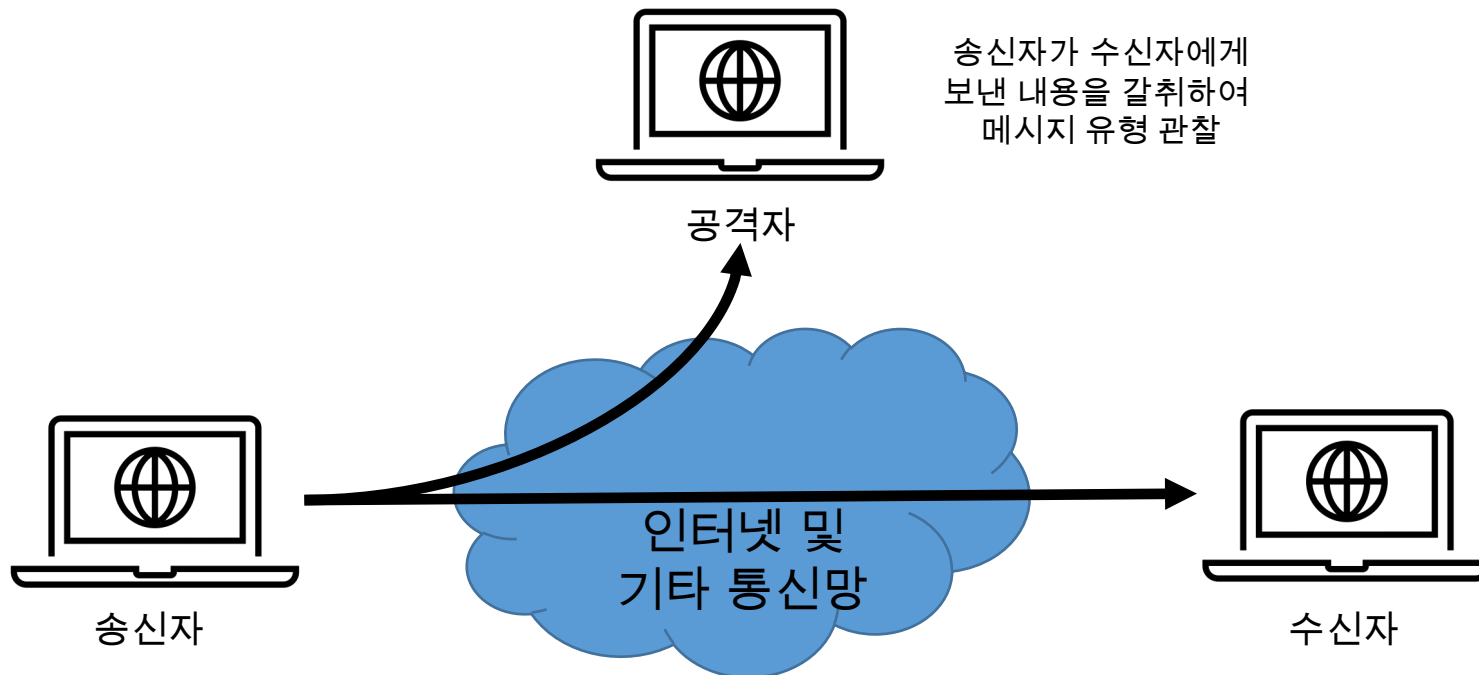 송신자가 수신자에게
보낸 내용을 갈취하여
메시지 유형 관찰
공격자
인터넷 및
기타 통신망
송신자
수신자